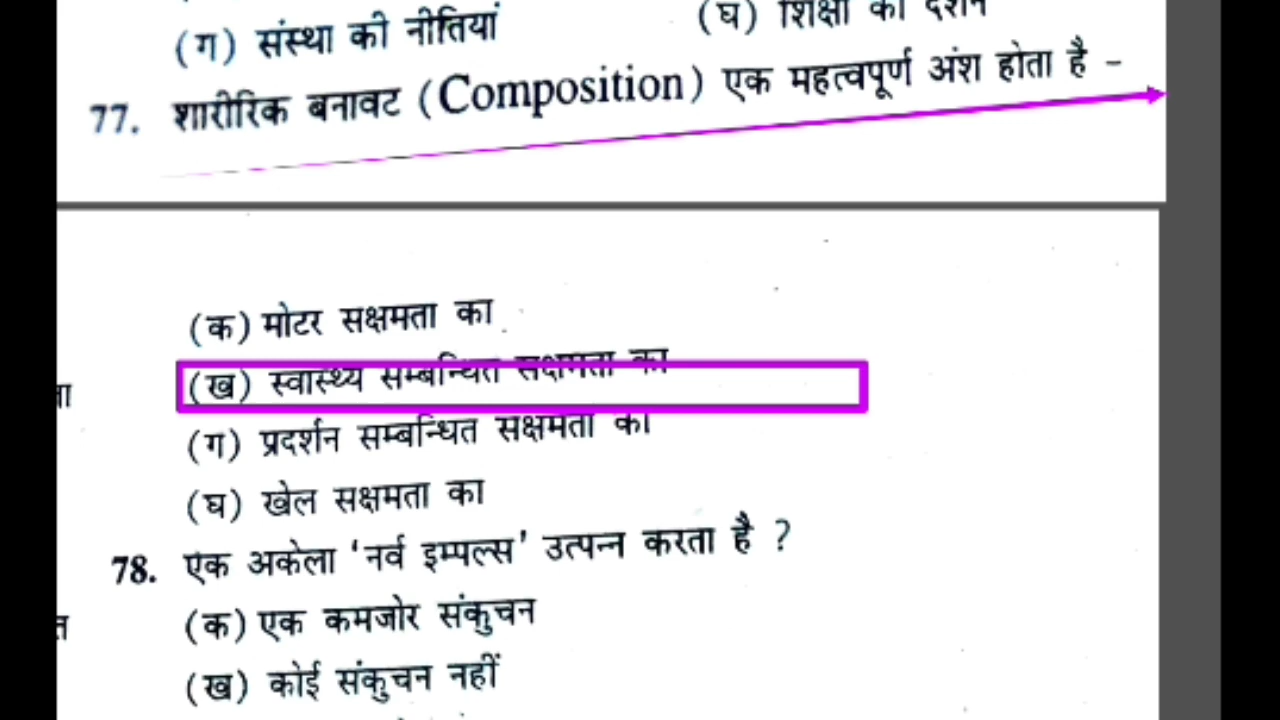 (ग) संस्था की नीतियां (घ) शिक्षा का दर्शन
77. शारीरिक बनावट (Composition) एक महत्वपूर्ण अंश होता है -
(क) मोटर सक्षमता का
(ख) स्वास्थ्य सम्बन्धित सक्षमता का
(ग) प्रदर्शन सम्बन्धित सक्षमता का
(घ) खेल सक्षमता का
78. एक अकेला 'नर्व इम्पल्स' उत्पन्न करता है ?
(क) एक कमजोर संकुचन
(ख) कोई संकुचन नहीं